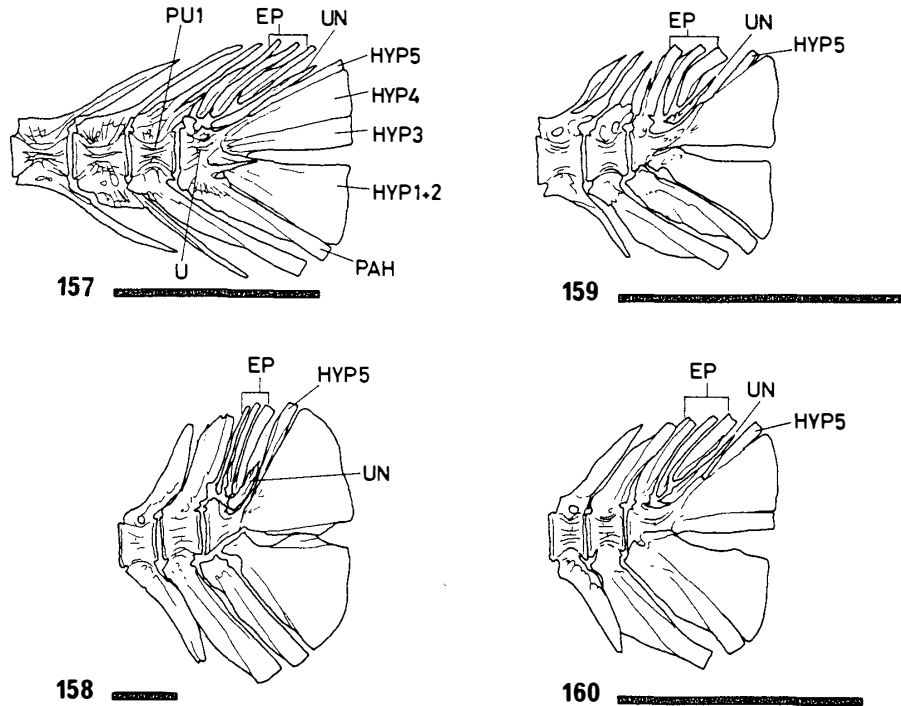 PU1
EP
UN
HYP5
HYP4
HYP3
HYP1+2
PAH
U
157
EP
UN
HYP5
159
EP
HYP5
UN
158
EP
UN
HYP5
160